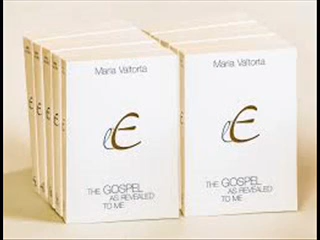 Maria Valtorta
lE
THE GOSPEL
AS REVEALED
TO ME
Maria Valtorta
lE
THE GOSPEL
AS REVEALED
TO ME